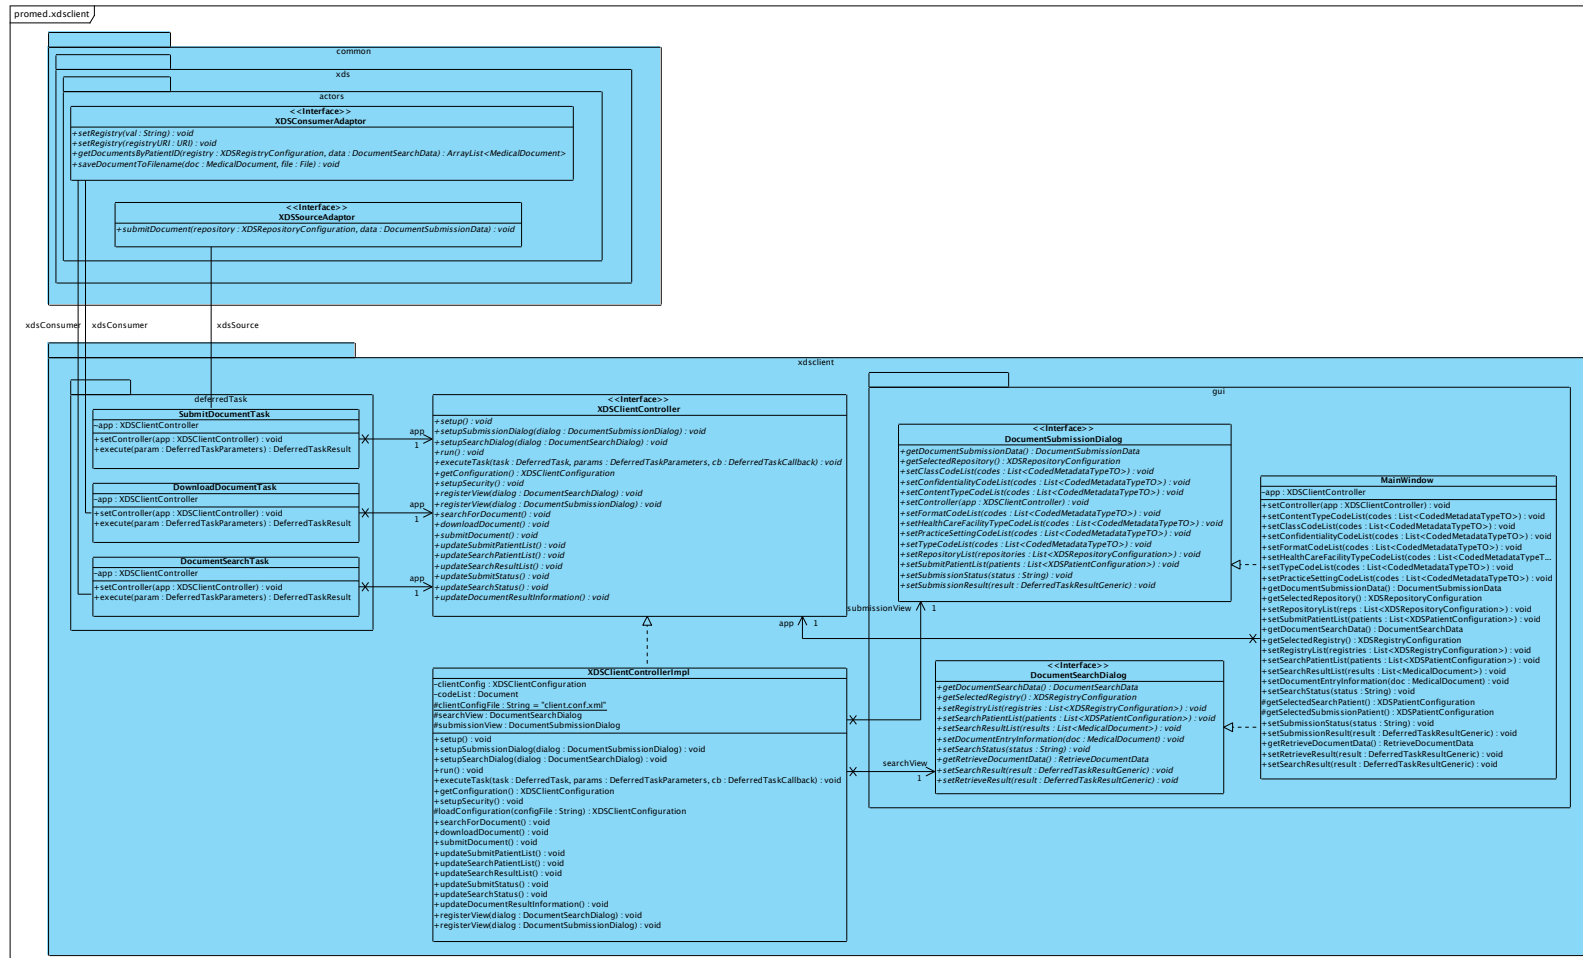 promed.xdsclient
common
xds
actors
<<Interface>>
XDSConsumerAdaptor
+setRegistry(val : String) : void
+setRegistry(registryURI : URI) : void
+getDocumentsByPatientID(registry : XDSRegistryConfiguration, data : DocumentSearchData) : ArrayList<MedicalDocument>
+saveDocumentToFilename(doc : MedicalDocument, file : File) : void
<<Interface>>
XDSSourceAdaptor
+submitDocument(repository : XDSRepositoryConfiguration, data : DocumentSubmissionData) : void
xdsConsumer
xdsConsumer
xdsSource
xdsclient
deferredTask
SubmitDocumentTask
-app : XDSClientController
+setController(app : XDSClientController) : void
+execute(param : DeferredTaskParameters) : DeferredTaskResult
app
1
DownloadDocumentTask
-app : XDSClientController
+setController(app : XDSClientController) : void
+execute(param : DeferredTaskParameters) : DeferredTaskResult
app
1
DocumentSearchTask
-app : XDSClientController
+setController(app : XDSClientController) : void
+execute(param : DeferredTaskParameters) : DeferredTaskResult
app
1
<<Interface>>
XDSClientController
+setup() : void
+setupSubmissionDialog(dialog : DocumentSubmissionDialog) : void
+setupSearchDialog(dialog : DocumentSearchDialog) : void
+run() : void
+executeTask(task : DeferredTask, params : DeferredTaskParameters, cb : DeferredTaskCallback) : void
+getConfiguration() : XDSClientConfiguration
+setupSecurity() : void
+registerView(dialog : DocumentSearchDialog) : void
+registerView(dialog : DocumentSubmissionDialog) : void
+searchForDocument() : void
+downloadDocument() : void
+submitDocument() : void
+updateSubmitPatientList() : void
+updateSearchPatientList() : void
+updateSearchResultList() : void
+updateSubmitStatus() : void
+updateSearchStatus() : void
+updateDocumentResultInformation() : void
XDSClientControllerImpl
-clientConfig : XDSClientConfiguration
-codeList : Document
#clientConfigFile : String = "client.conf.xml"
#searchView : DocumentSearchDialog
#submissionView : DocumentSubmissionDialog
+setup() : void
+setupSubmissionDialog(dialog : DocumentSubmissionDialog) : void
+setupSearchDialog(dialog : DocumentSearchDialog) : void
+run() : void
+executeTask(task : DeferredTask, params : DeferredTaskParameters, cb : DeferredTaskCallback) : void
+getConfiguration() : XDSClientConfiguration
+setupSecurity() : void
#loadConfiguration(configFile : String) : XDSClientConfiguration
+searchForDocument() : void
+downloadDocument() : void
+submitDocument() : void
+updateSubmitPatientList() : void
+updateSearchPatientList() : void
+updateSearchResultList() : void
+updateSubmitStatus() : void
+updateSearchStatus() : void
+updateDocumentResultInformation() : void
+registerView(dialog : DocumentSearchDialog) : void
+registerView(dialog : DocumentSubmissionDialog) : void
gui
<<Interface>>
DocumentSubmissionDialog
+getDocumentSubmissionData() : DocumentSubmissionData
+getSelectedRepository() : XDSRepositoryConfiguration
+setClassCodeList(codes : List<CodedMetadataTypeTO>) : void
+setConfidentialityCodeList(codes : List<CodedMetadataTypeTO>) : void
+setContentTypeCodeList(codes : List<CodedMetadataTypeTO>) : void
+setController(app : XDSClientController) : void
+setFormatCodeList(codes : List<CodedMetadataTypeTO>) : void
+setHealthCareFacilityTypeCodeList(codes : List<CodedMetadataTypeTO>) : void
+setPracticeSettingCodeList(codes : List<CodedMetadataTypeTO>) : void
+setTypeCodeList(codes : List<CodedMetadataTypeTO>) : void
+setRepositoryList(repositories : List<XDSRepositoryConfiguration>) : void
+setSubmitPatientList(patients : List<XDSPatientConfiguration>) : void
+setSubmissionStatus(status : String) : void
+setSubmissionResult(result : DeferredTaskResultGeneric) : void
submissionView
1
app
1
<<Interface>>
DocumentSearchDialog
+getDocumentSearchData() : DocumentSearchData
+getSelectedRegistry() : XDSRegistryConfiguration
+setRegistryList(registries : List<XDSRegistryConfiguration>) : void
+setSearchPatientList(patients : List<XDSPatientConfiguration>) : void
+setSearchResultList(results : List<MedicalDocument>) : void
+setDocumentEntryInformation(doc : MedicalDocument) : void
+setSearchStatus(status : String) : void
+getRetrieveDocumentData() : RetrieveDocumentData
+setSearchResult(result : DeferredTaskResultGeneric) : void
+setRetrieveResult(result : DeferredTaskResultGeneric) : void
searchView
1
MainWindow
-app : XDSClientController
+setController(app : XDSClientController) : void
+setContentTypeCodeList(codes : List<CodedMetadataTypeTO>) : void
+setClassCodeList(codes : List<CodedMetadataTypeTO>) : void
+setConfidentialityCodeList(codes : List<CodedMetadataTypeTO>) : void
+setFormatCodeList(codes : List<CodedMetadataTypeTO>) : void
+setHealthCareFacilityTypeCodeList(codes : List<CodedMetadataTypeT...
+setTypeCodeList(codes : List<CodedMetadataTypeTO>) : void
+setPracticeSettingCodeList(codes : List<CodedMetadataTypeTO>) : void
+getDocumentSubmissionData() : DocumentSubmissionData
+getSelectedRepository() : XDSRepositoryConfiguration
+setRepositoryList(reps : List<XDSRepositoryConfiguration>) : void
+setSubmitPatientList(patients : List<XDSPatientConfiguration>) : void
+getDocumentSearchData() : DocumentSearchData
+getSelectedRegistry() : XDSRegistryConfiguration
+setRegistryList(registries : List<XDSRegistryConfiguration>) : void
+setSearchPatientList(patients : List<XDSPatientConfiguration>) : void
+setSearchResultList(results : List<MedicalDocument>) : void
+setDocumentEntryInformation(doc : MedicalDocument) : void
+setSearchStatus(status : String) : void
#getSelectedSearchPatient() : XDSPatientConfiguration
#getSelectedSubmissionPatient() : XDSPatientConfiguration
+setSubmissionStatus(status : String) : void
+setSubmissionResult(result : DeferredTaskResultGeneric) : void
+getRetrieveDocumentData() : RetrieveDocumentData
+setRetrieveResult(result : DeferredTaskResultGeneric) : void
+setSearchResult(result : DeferredTaskResultGeneric) : void